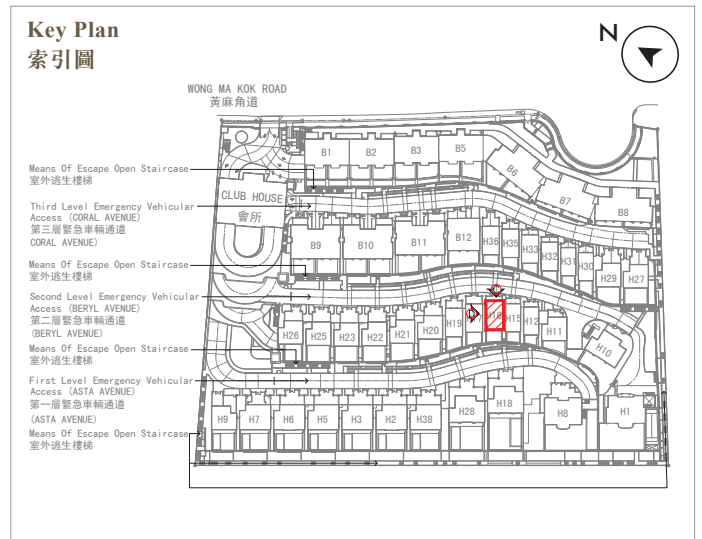 Key Plan
索引圖
N
WONG MA KOK ROAD
黃麻角道
B1
B2
B3
B5
B6
B7
B8
Means Of Escape Open Staircase
室外逃生樓梯
CLUB HOUSE
會所
Third Level Emergency Vehicular
Access (CORAL AVENUE)
第三層緊急車輛通道
CORAL AVENUE)
B9
B10
B11
B12
H36
H35
H33
H32
H31
H30
H29
H27
Means Of Escape Open Staircase
室外逃生樓梯
Second Level Emergency Vehicular
Access (BERYL AVENUE)
第二層緊急車輛通道
(BERYL AVENUE)
H26
H25
H23
H22
H21
H20
H19
H16
H15
H12
H11
H10
Means Of Escape Open Staircase
室外逃生樓梯
First Level Emergency Vehicular
Access (ASTA AVENUE)
第一層緊急車輛通道
(ASTA AVENUE)
H9
H7
H6
H5
H3
H2
H38
H28
H18
H8
H1
Means Of Escape Open Staircase
室外逃生樓梯